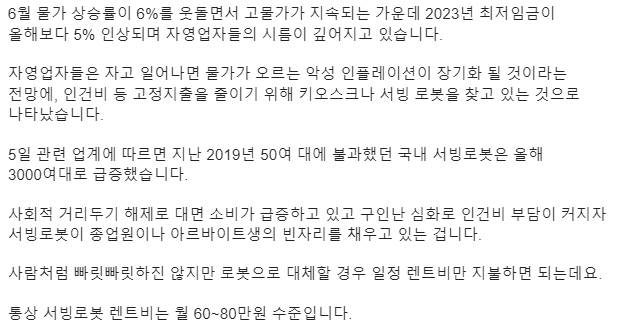 6월 물가 상승률이 6%를 웃돌면서 고물가가 지속되는 가운데 2023년 최저임금이
올해보다 5% 인상되며 자영업자들의 시름이 깊어지고 있습니다.
자영업자들은 자고 일어나면 물가가 오르는 악성 인플레이션이 장기화 될 것이라는
전망에, 인건비 등 고정지출을 줄이기 위해 키오스크나 서빙 로봇을 찾고 있는 것으로
나타났습니다.
5일 관련 업계에 따르면 지난 2019년 50여 대에 불과했던 국내 서빙로봇은 올해
3000여대로 급증했습니다.
사회적 거리두기 해제로 대면 소비가 급증하고 있고 구인난 심화로 인건비 부담이 커지자
서빙로봇이 종업원이나 아르바이트생의 빈자리를 채우고 있는 겁니다.
사람처럼 빠릿빠릿하진 않지만 로봇으로 대체할 경우 일정 렌트비만 지불하면 되는데요.
통상 서빙로봇 렌트비는 월 60~80만원 수준입니다.